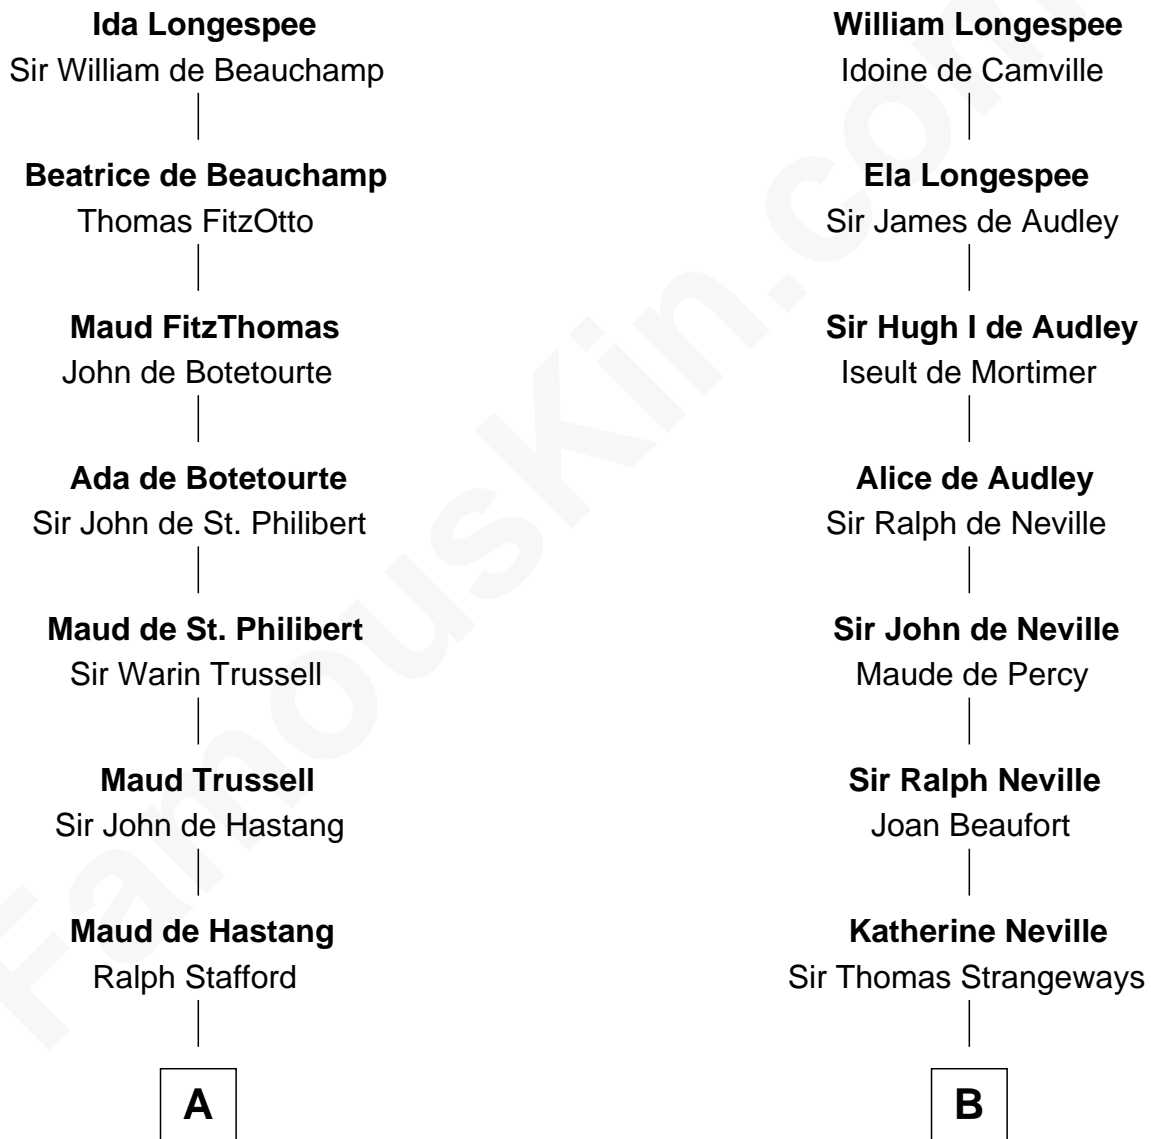 Ida Longespee
Sir William de Beauchamp
Beatrice de Beauchamp
Thomas FitzOtto
Maud FitzThomas
John de Botetourte
Ada de Botetourte
Sir John de St. Philibert
Maud de St. Philibert
Sir Warin Trussell
Maud Trussell
Sir John de Hastang
Maud de Hastang
Ralph Stafford
A
William Longespee
Idoine de Camville
Ela Longespee
Sir James de Audley
Sir Hugh I de Audley
Iseult de Mortimer
Alice de Audley
Sir Ralph de Neville
Sir John de Neville
Maude de Percy
Sir Ralph Neville
Joan Beaufort
Katherine Neville
Sir Thomas Strangeways
B
FamousKin.com